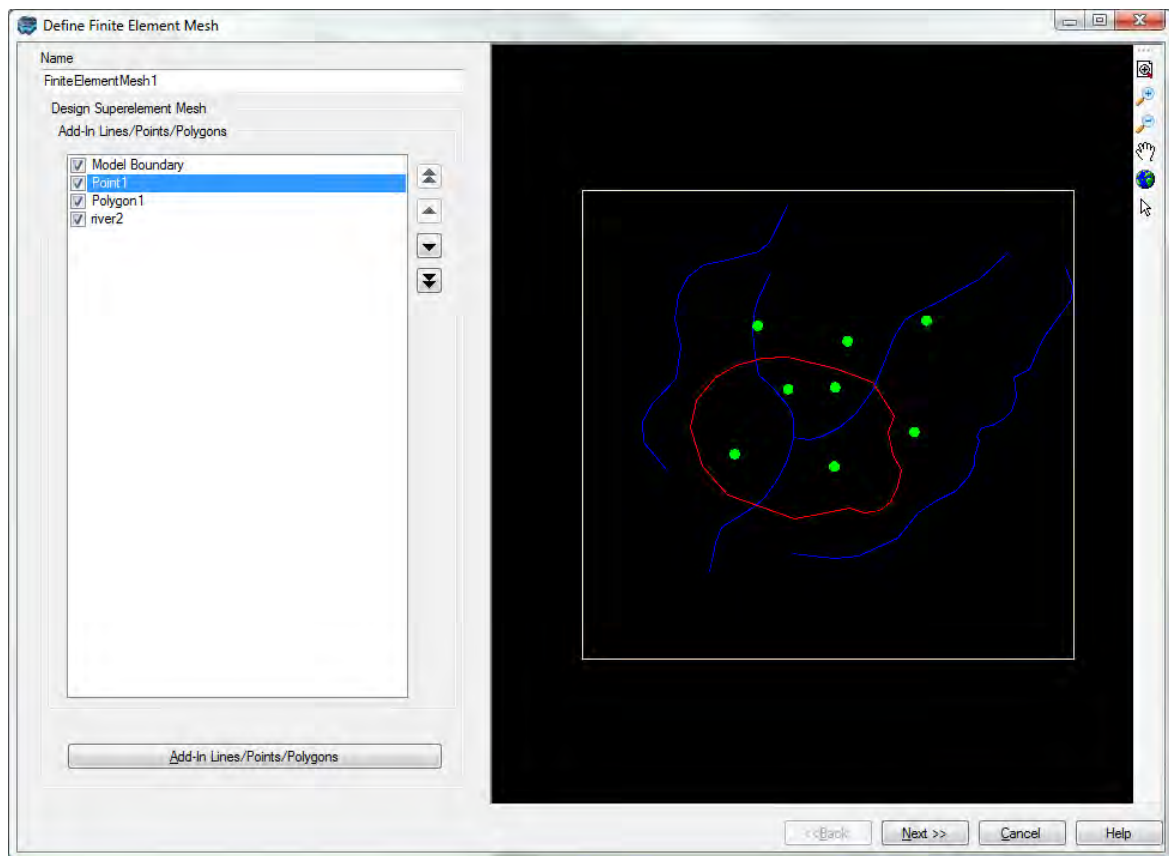 Define Finite Element Mesh
Name
FiniteElementMesh1
Design Superelement Mesh
Add-In Lines/Points/Polygons
Model Boundary
Point1
Polygon1
river2
Add-In Lines/Points/Polygons
<<Back
Next >>
Cancel
Help